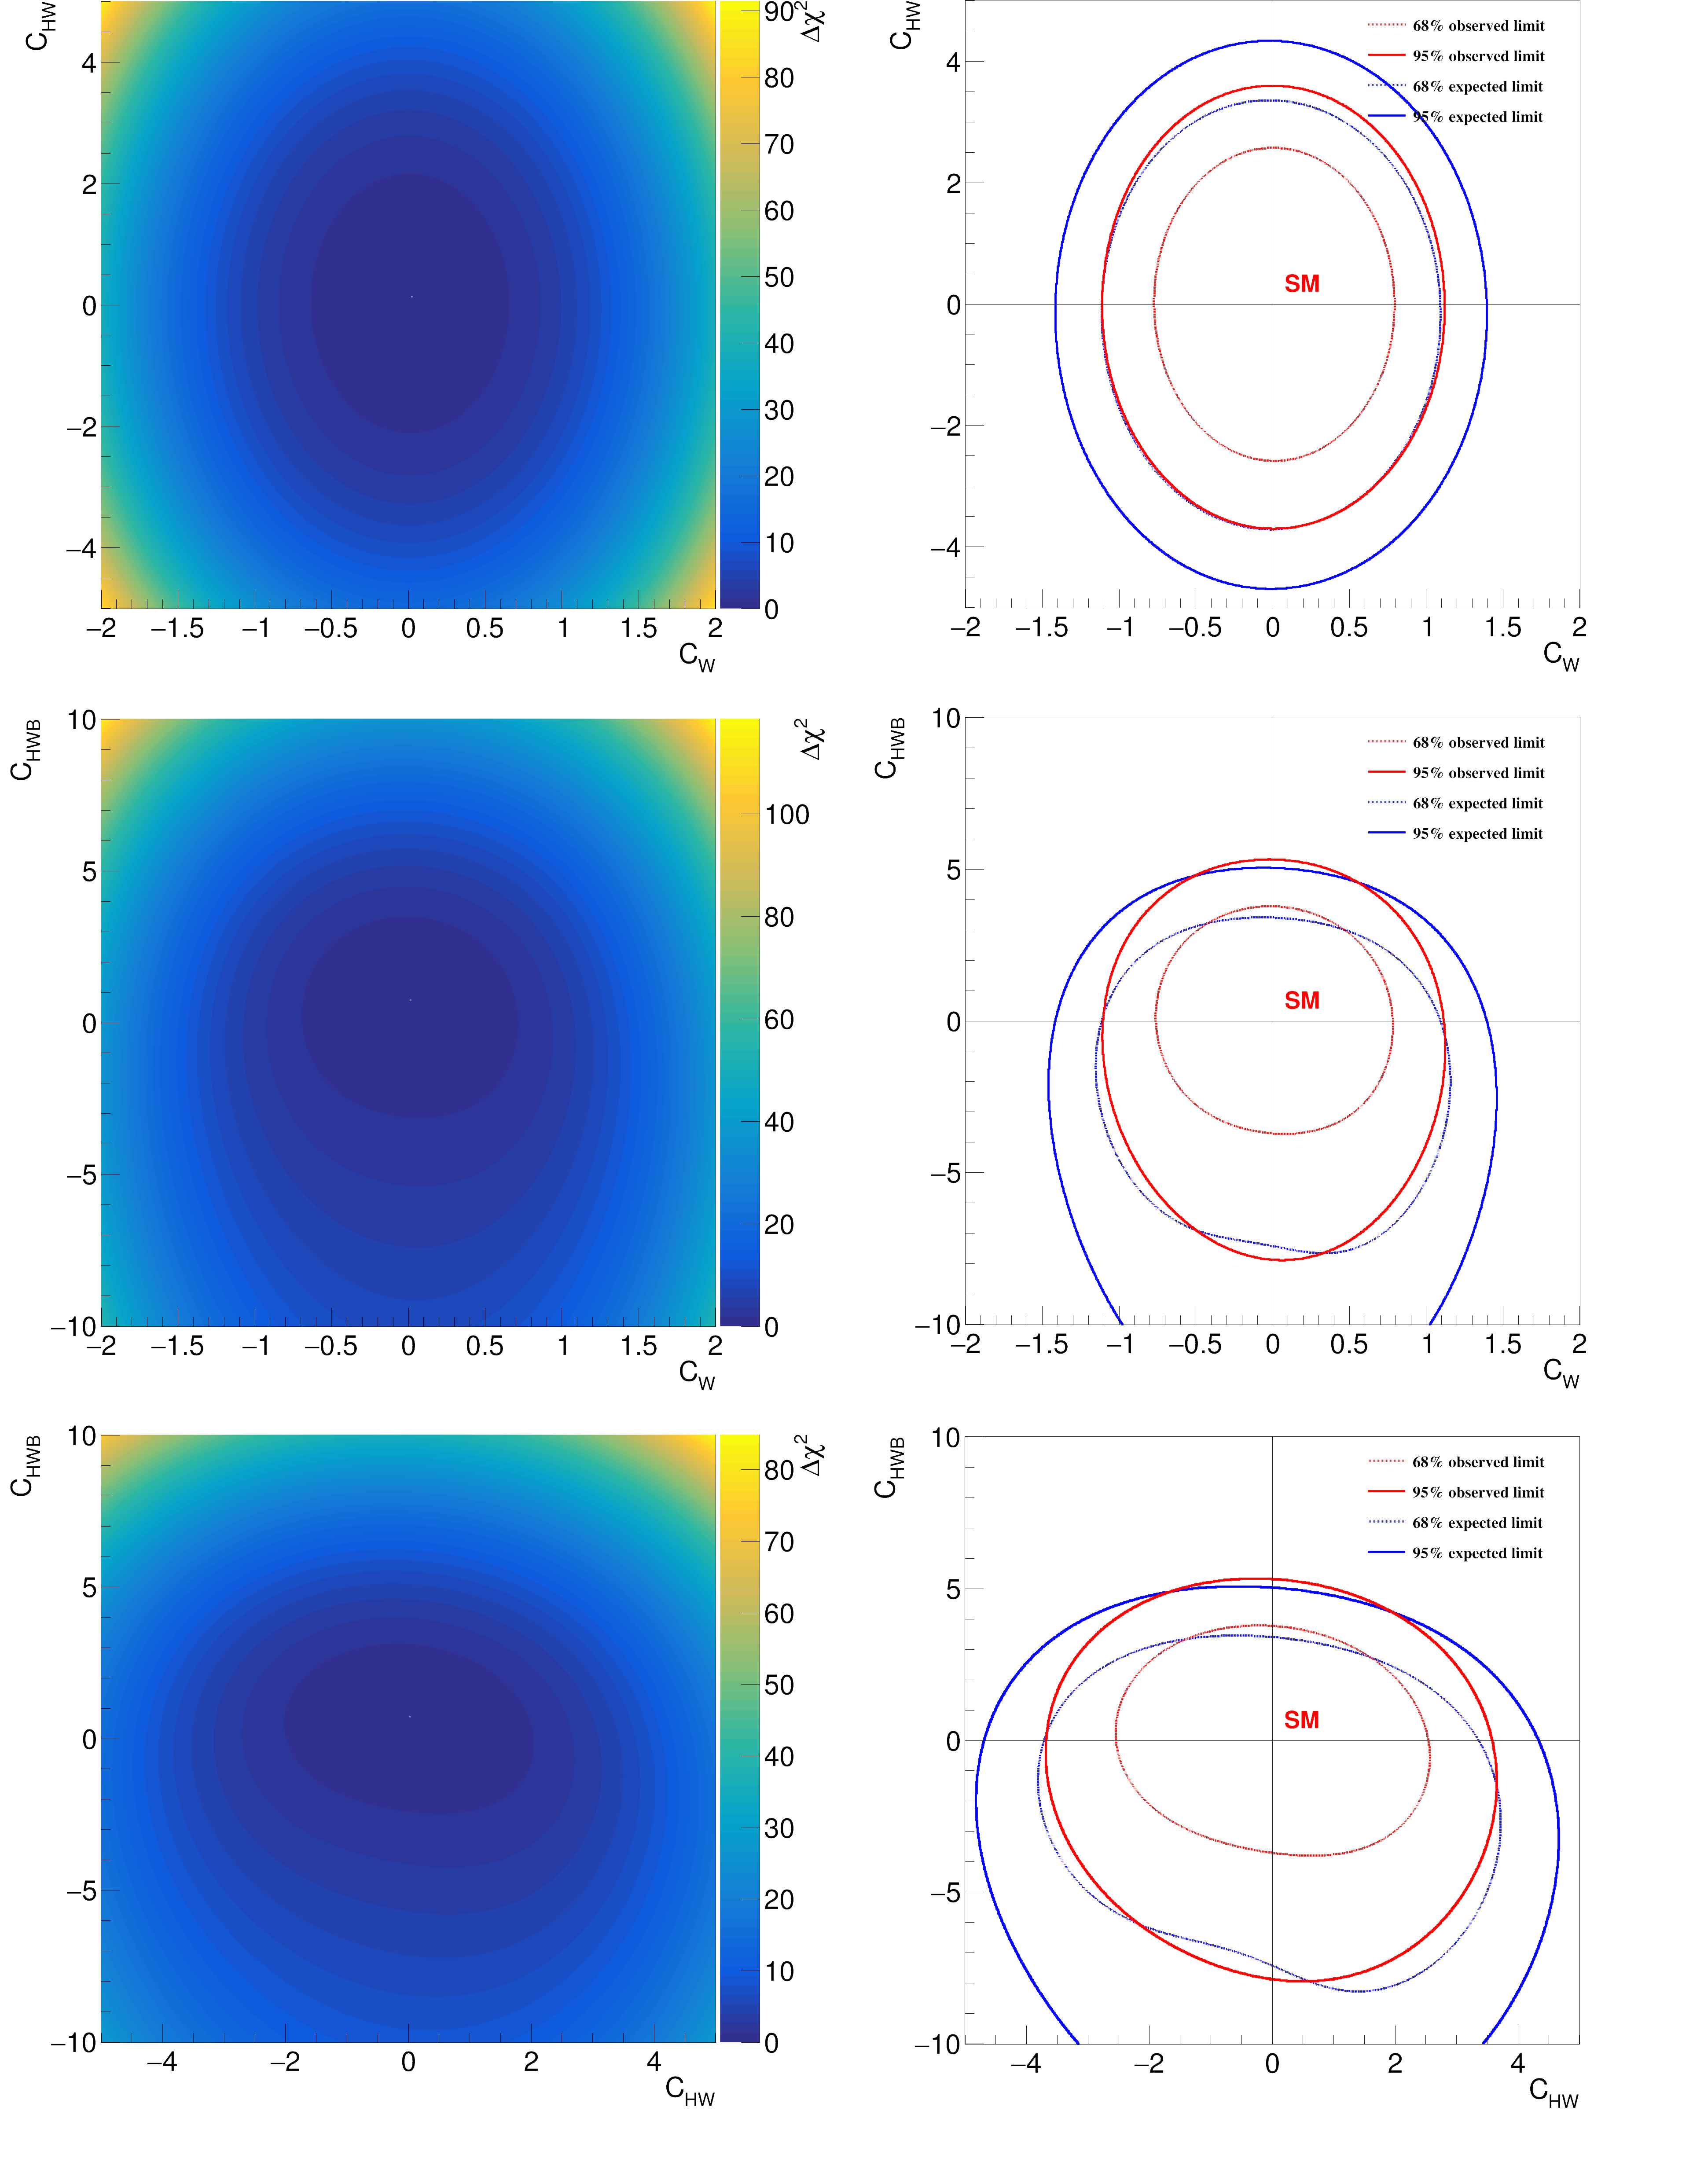 C_HW
4
2
0
−2
−4
−2 −1.5 −1 −0.5 0 0.5 1 1.5 2
C_W
90
80
70
60
50
40
30
20
10
0
Δχ²
C_HW
4
2
0
−2
−4
−2 −1.5 −1 −0.5 0 0.5 1 1.5 2
C_W
68% observed limit
95% observed limit
68% expected limit
95% expected limit
SM
C_HWB
10
5
0
−5
−10
−2 −1.5 −1 −0.5 0 0.5 1 1.5 2
C_W
Δχ²
100
80
60
40
20
0
C_HWB
10
5
0
−5
−10
−2 −1.5 −1 −0.5 0 0.5 1 1.5 2
C_W
68% observed limit
95% observed limit
68% expected limit
95% expected limit
SM
C_HWB
10
5
0
−5
−10
−4 −2 0 2 4
C_HW
Δχ²
80
70
60
50
40
30
20
10
0
C_HWB
10
5
0
−5
−10
−4 −2 0 2 4
C_HW
68% observed limit
95% observed limit
68% expected limit
95% expected limit
SM